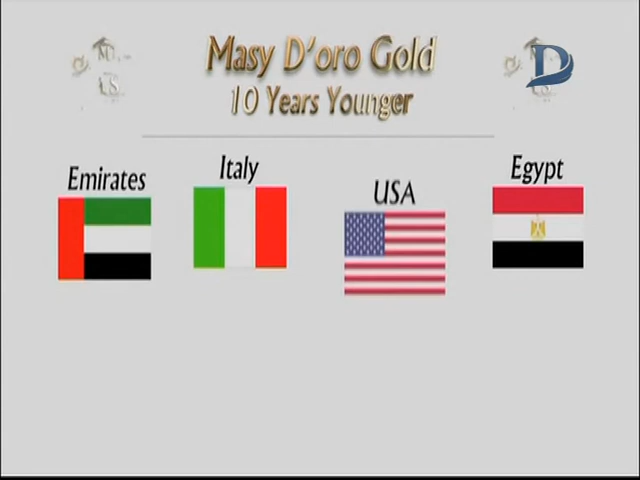 Masy D'oro Gold
10 Years Younger
Emirates
Italy
USA
Egypt
D